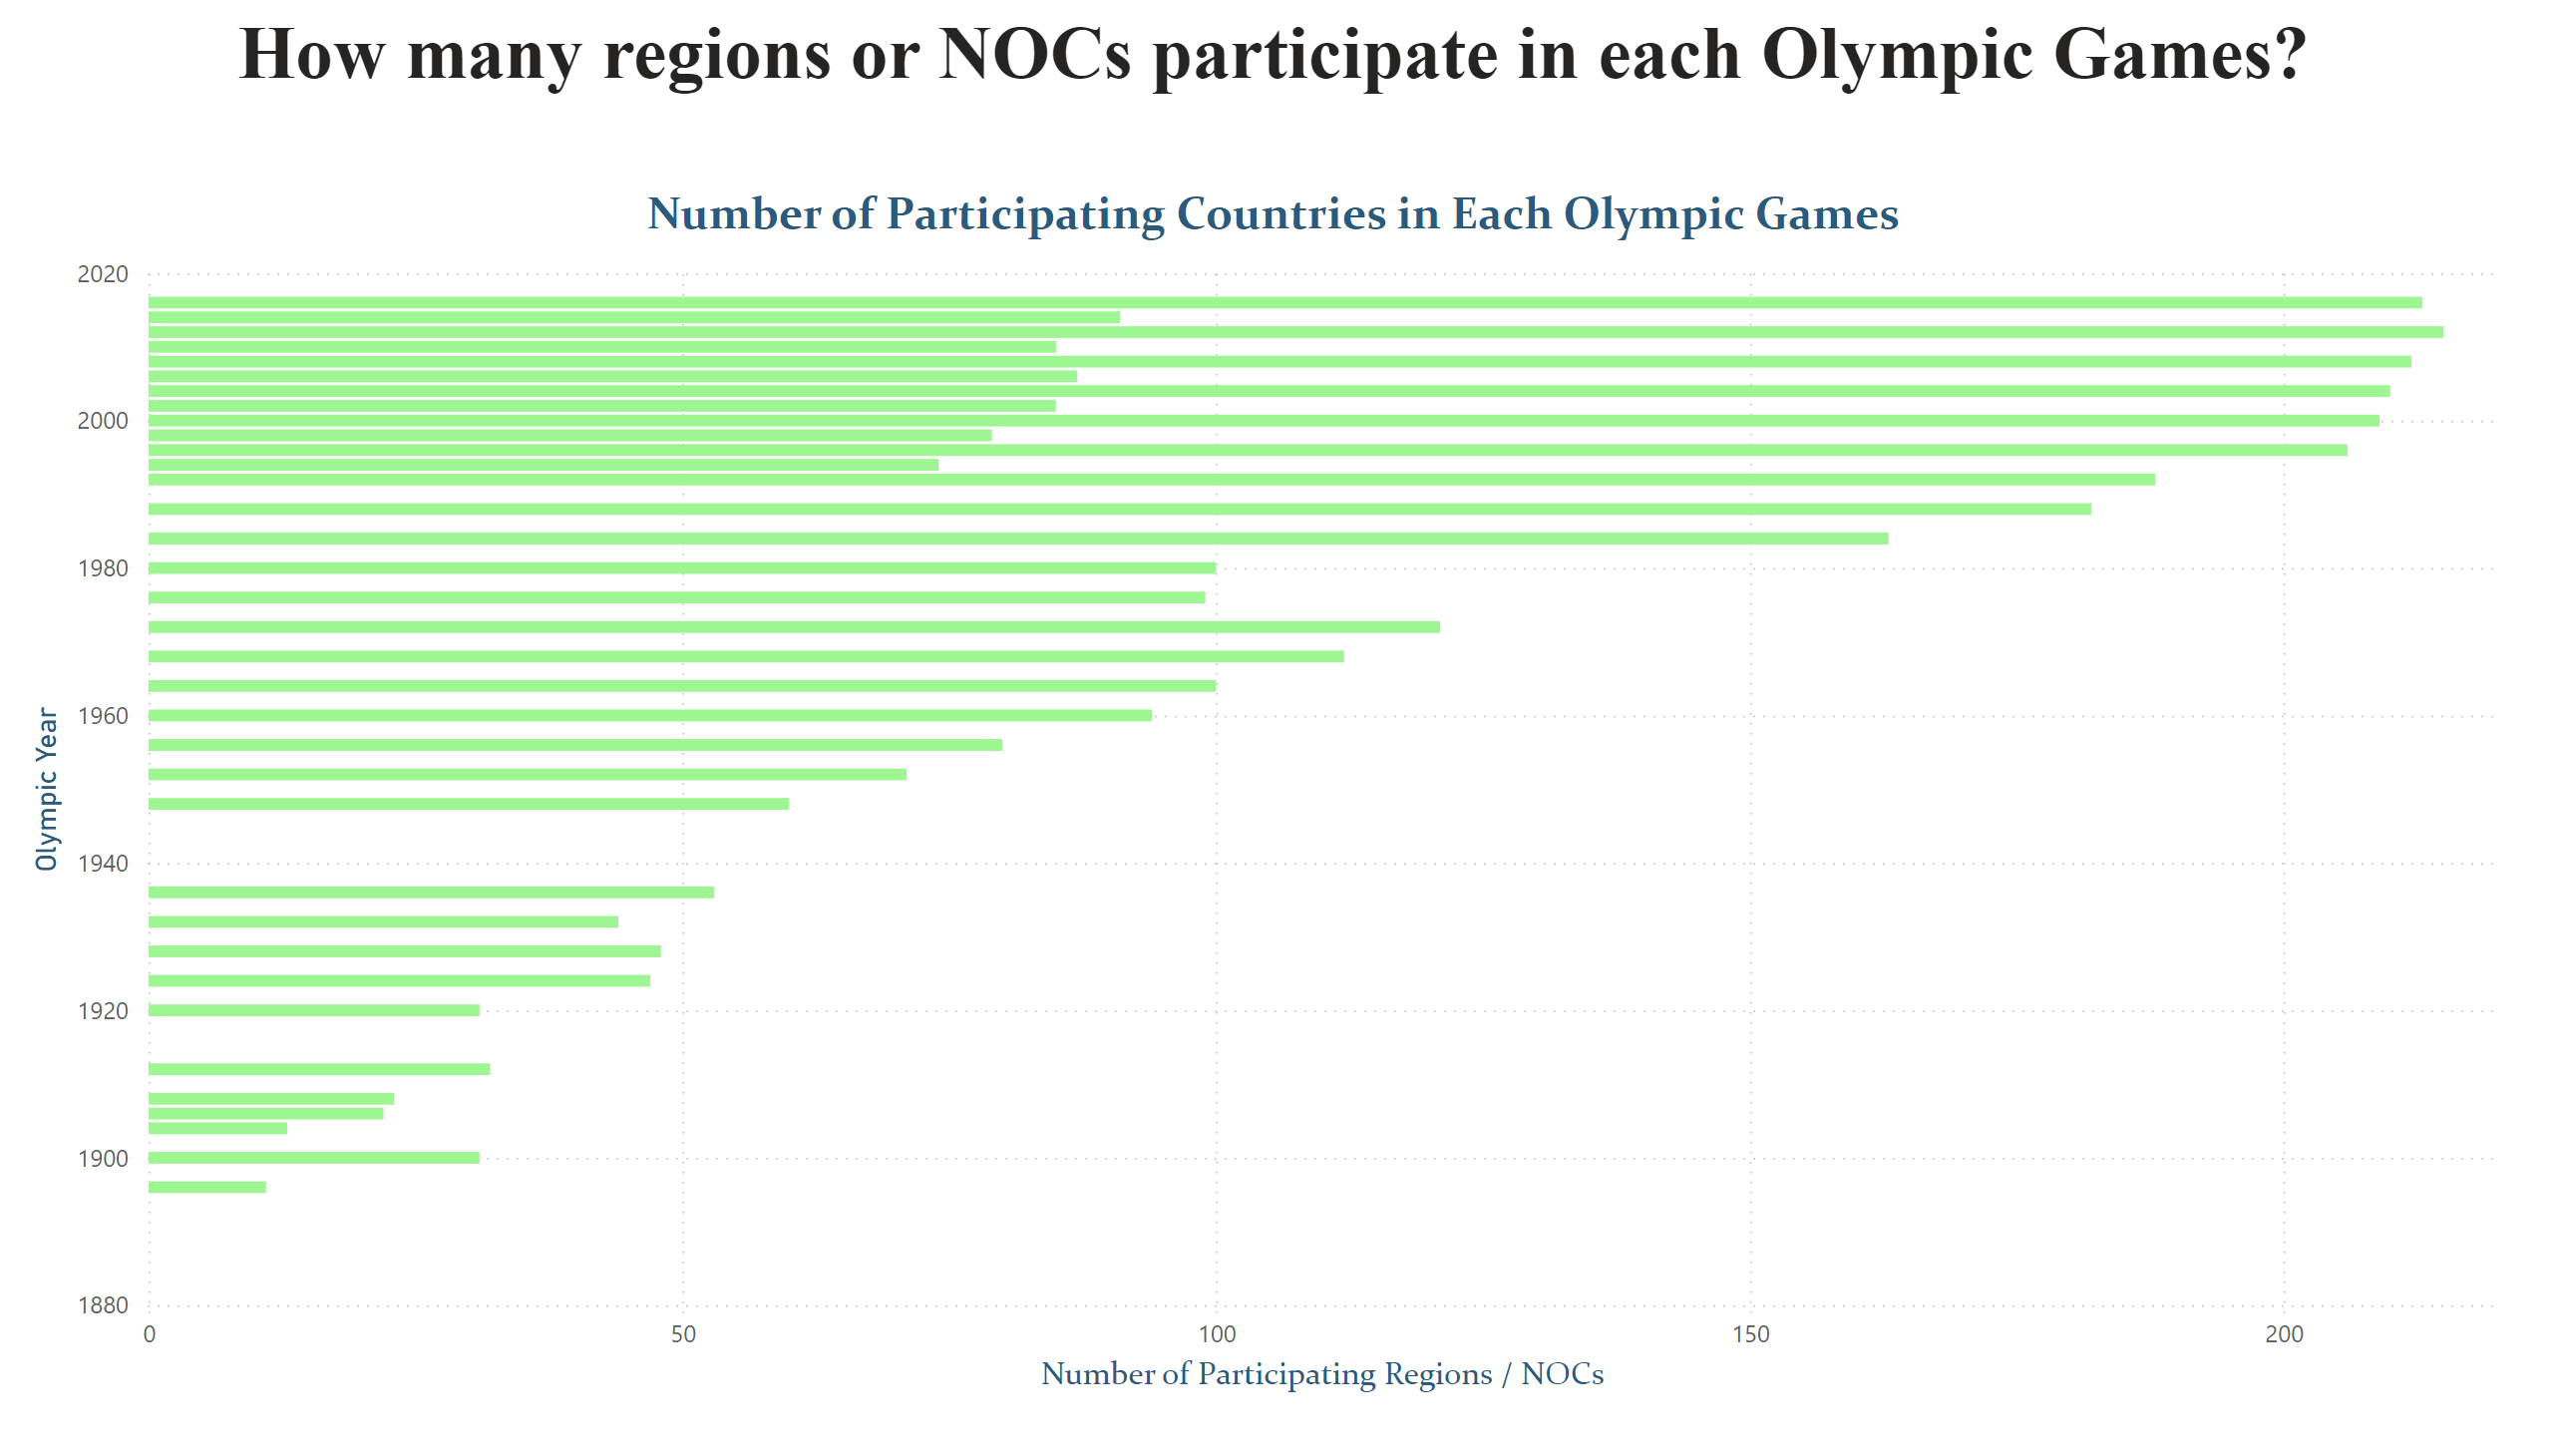 How many regions or NOCs participate in each Olympic Games?
Number of Participating Countries in Each Olympic Games
2020
2000
1980
1960
1940
1920
1900
1880
Olympic Year
0 50 100 150 200
Number of Participating Regions / NOCs